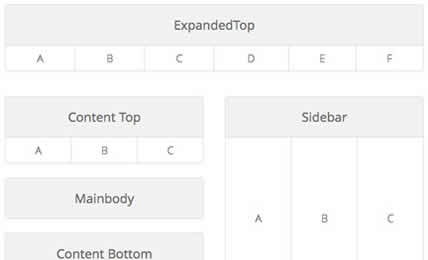 ExpandedTop
A B C D E F
Content Top
A B C
Mainbody
Content Bottom
Sidebar
A B C